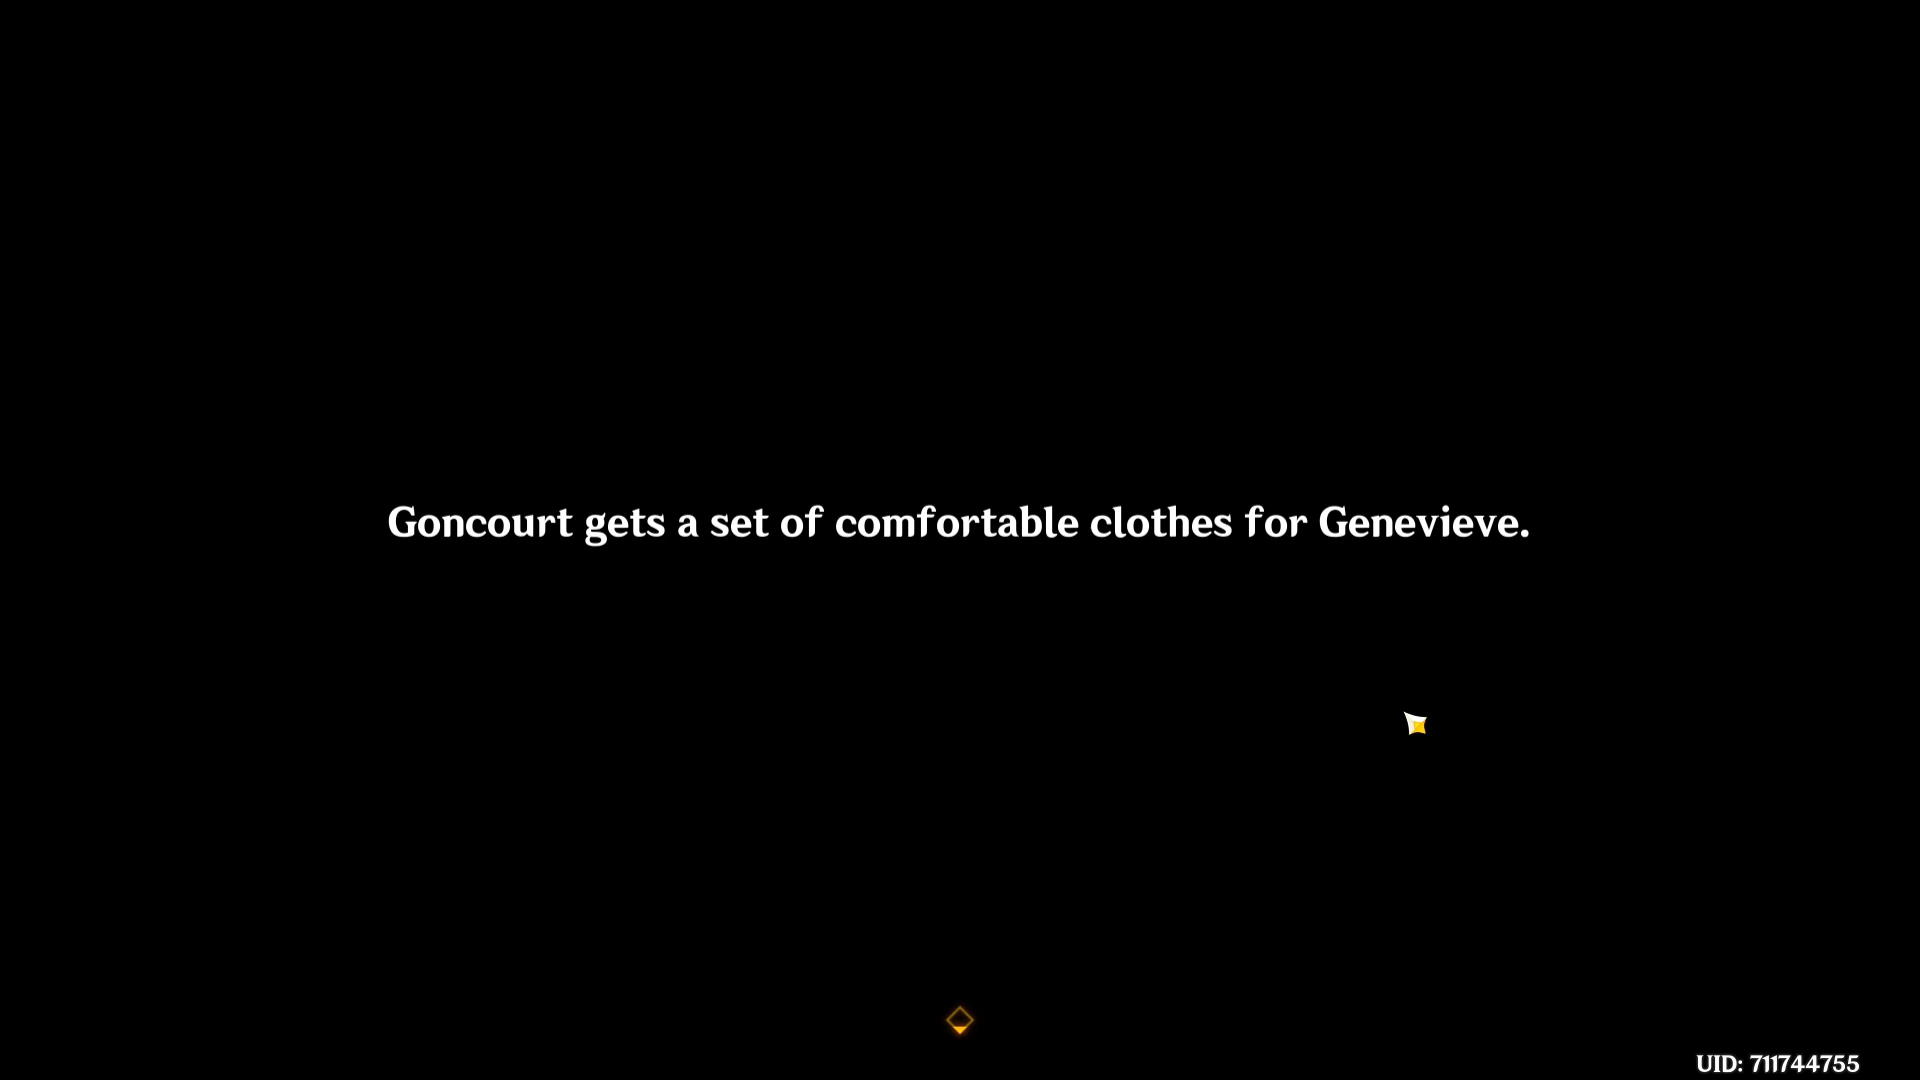 Goncourt gets a set of comfortable clothes for Genevieve.
UID: 711744755